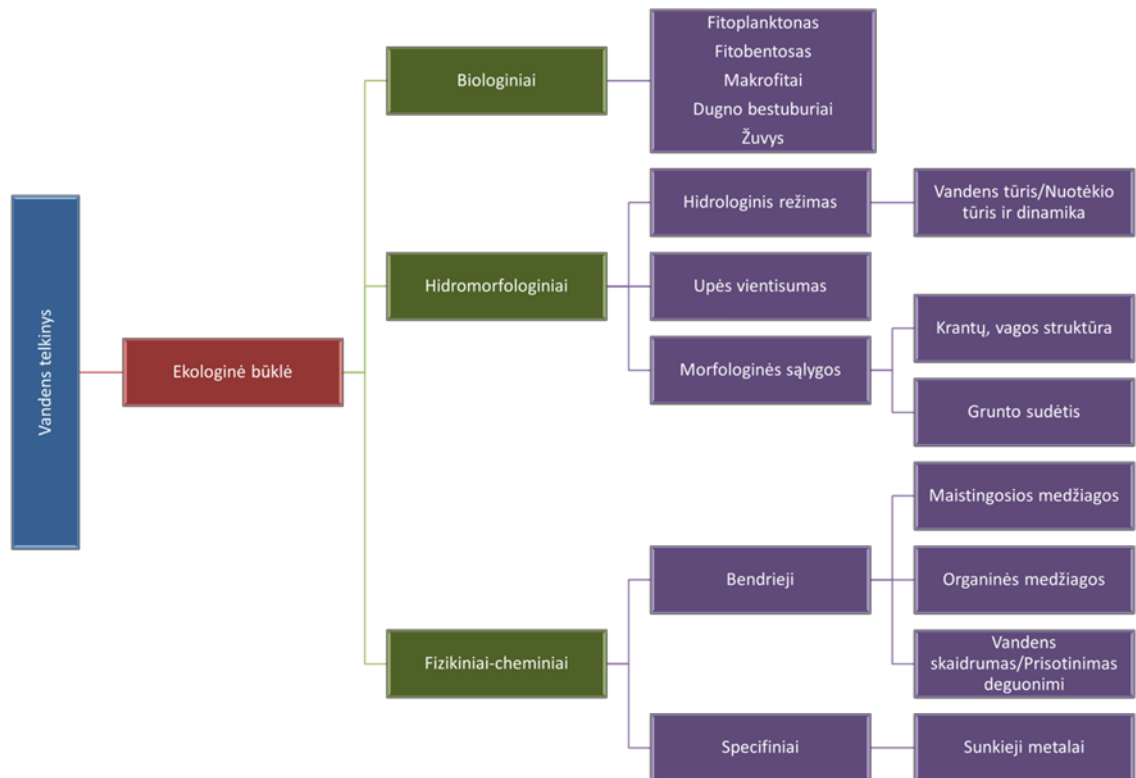 Vandens telkinys
Ekologinė būklė
Biologiniai
Fitoplanktonas
Fitobentosas
Makrofitai
Dugno bestuburiai
Žuvys
Hidromorfologiniai
Hidrologinis režimas
Vandens tūris/Nuotėkio
tūris ir dinamika
Upės vientisumas
Morfologinės sąlygos
Krantų, vagos struktūra
Grunto sudėtis
Fizikiniai-cheminiai
Bendrieji
Maistingosios medžiagos
Organinės medžiagos
Vandens
skaidrumas/Prisotinimas
deguonimi
Specifiniai
Sunkieji metalai